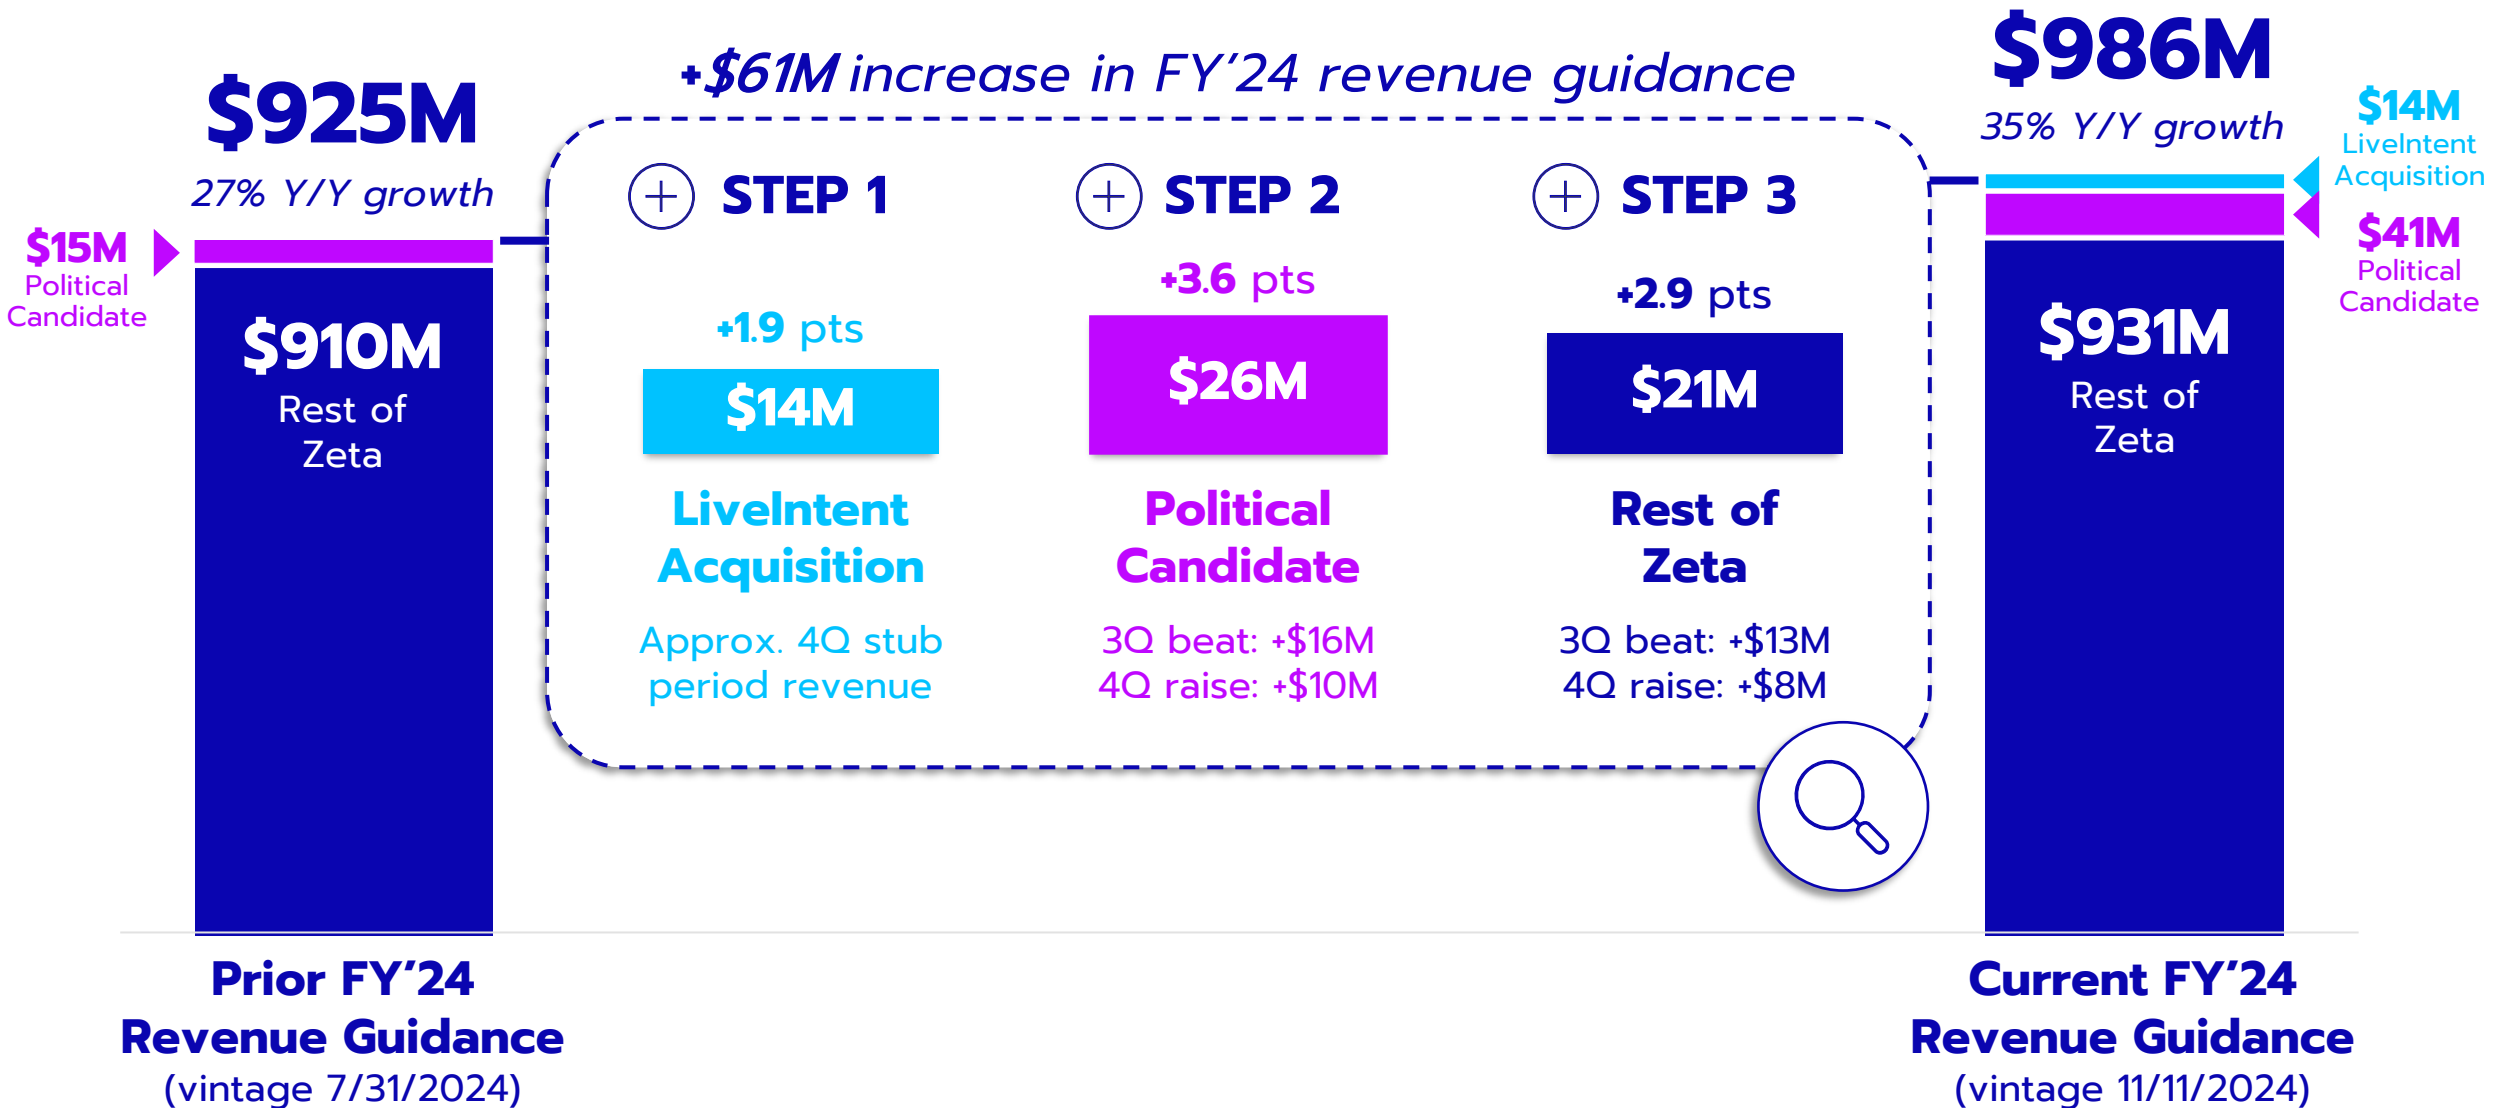 $925M
27% Y/Y growth
$15M
Political
Candidate
$910M
Rest of
Zeta
Prior FY’24
Revenue Guidance
(vintage 7/31/2024)
+$61M increase in FY’24 revenue guidance
STEP 1
+1.9 pts
$14M
LiveIntent
Acquisition
Approx. 4Q stub
period revenue
STEP 2
+3.6 pts
$26M
Political
Candidate
3Q beat: +$16M
4Q raise: +$10M
STEP 3
+2.9 pts
$21M
Rest of
Zeta
3Q beat: +$13M
4Q raise: +$8M
$986M
35% Y/Y growth
$14M
LiveIntent
Acquisition
$41M
Political
Candidate
$931M
Rest of
Zeta
Current FY’24
Revenue Guidance
(vintage 11/11/2024)